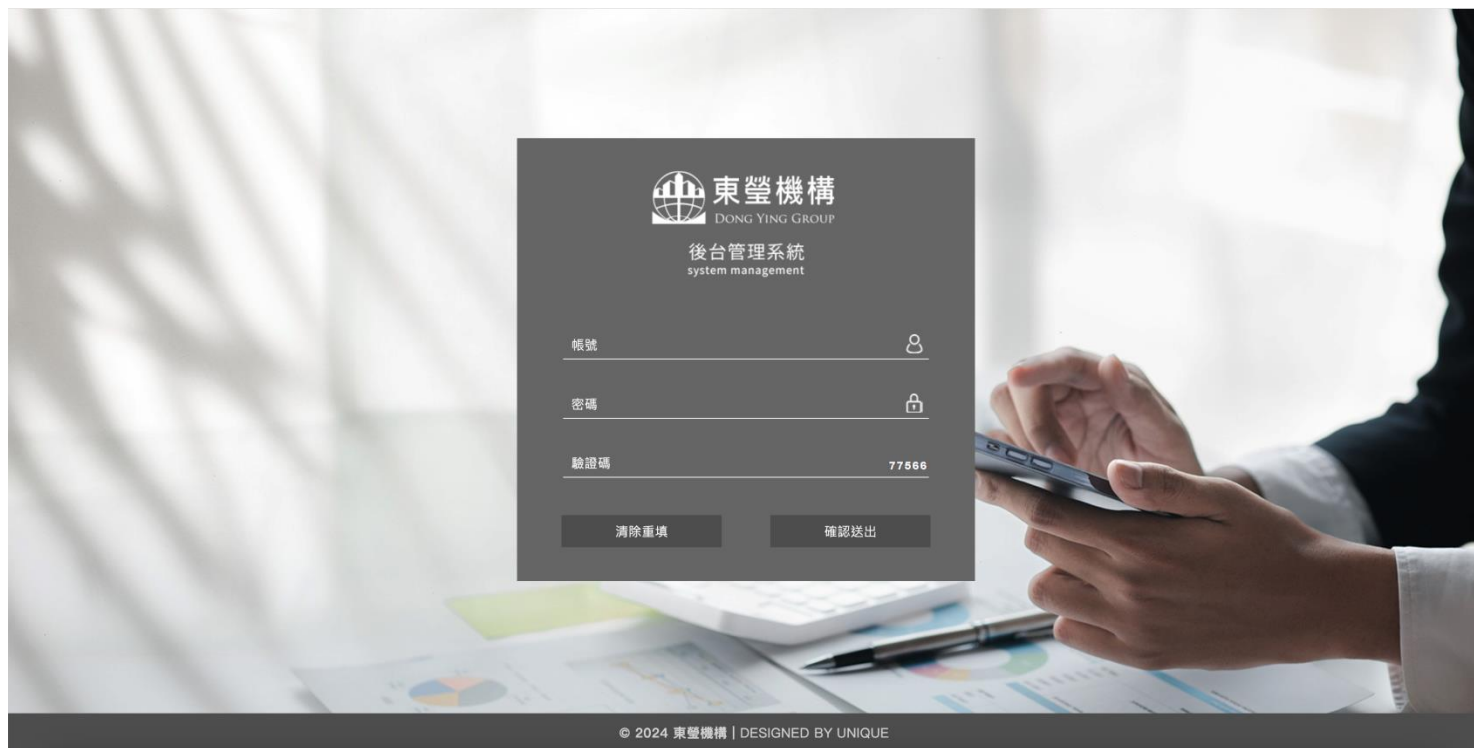 東瑩機構
DONG YING GROUP
後台管理系統
system management
帳號
密碼
驗證碼 77566
清除重填 確認送出
© 2024 東瑩機構 | DESIGNED BY UNIQUE